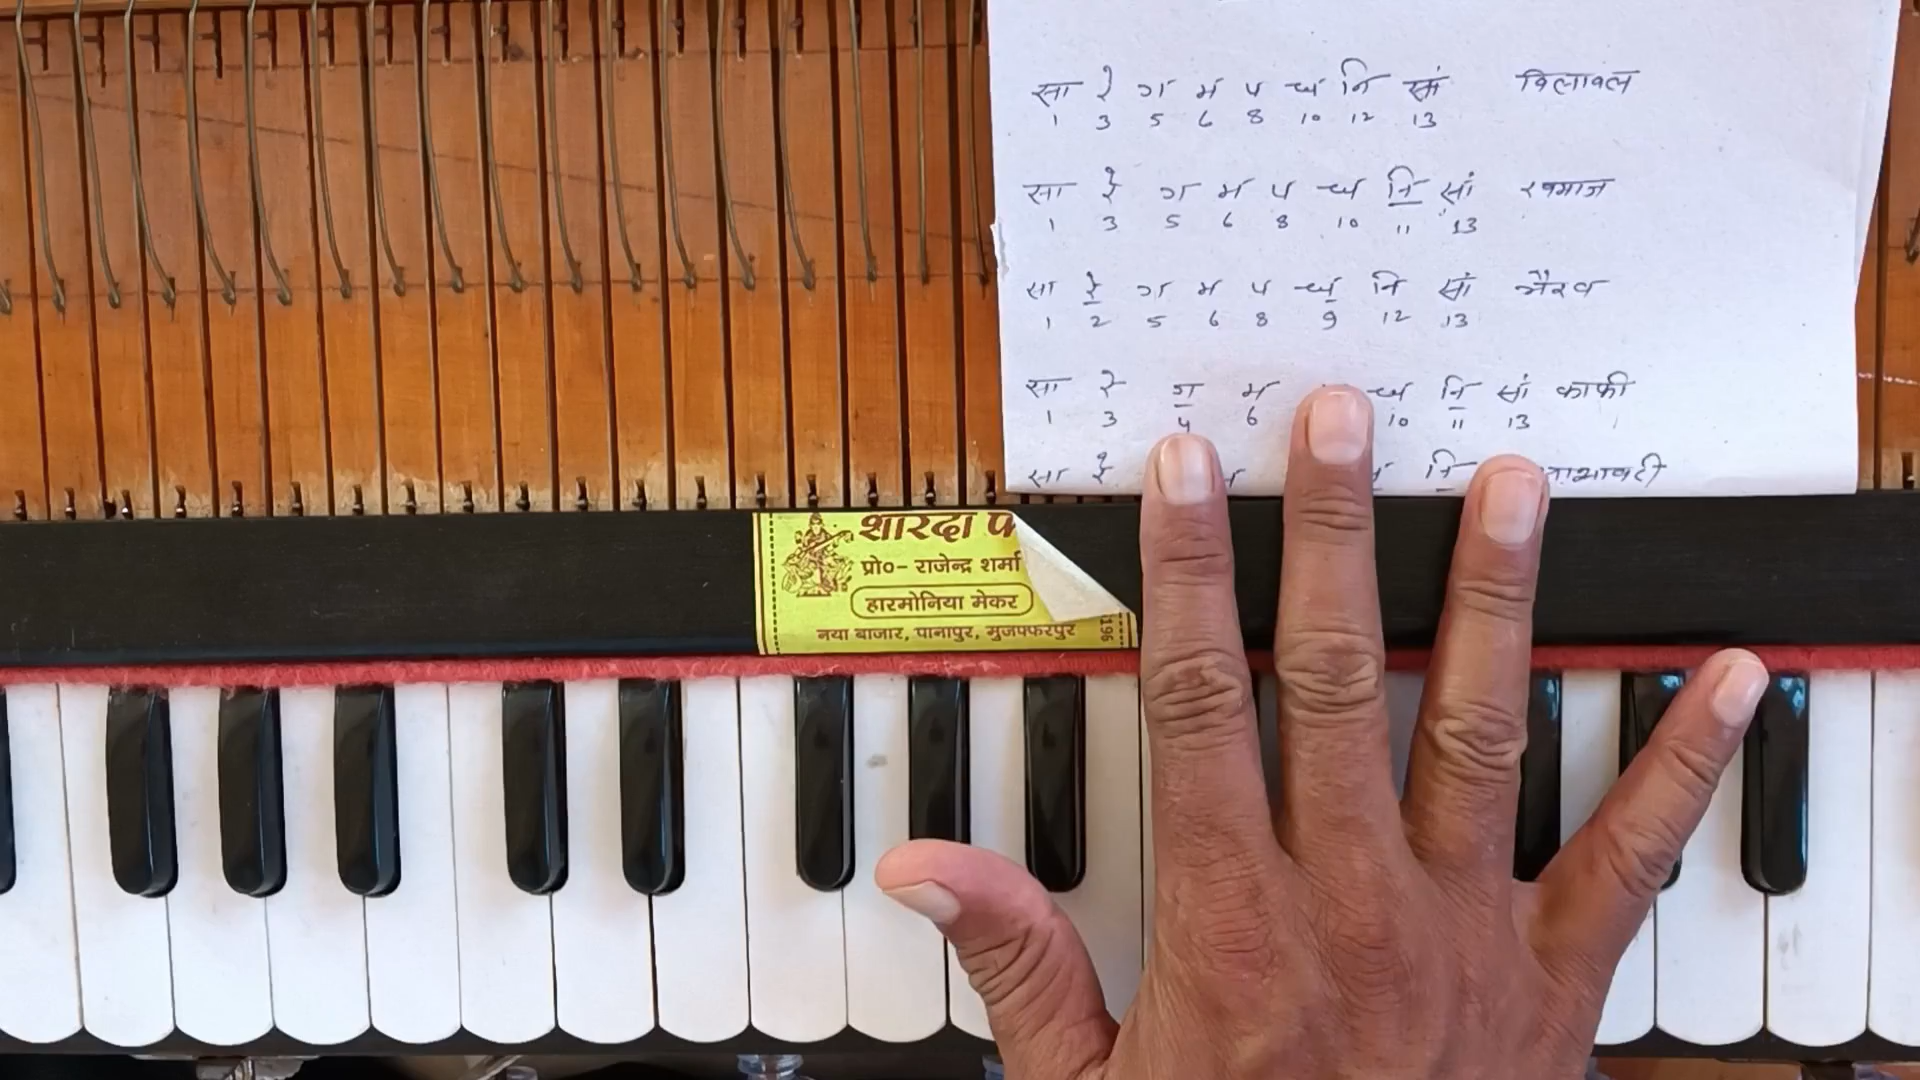 सा रे ग म प ध नि सां बिलावल
1 3 5 6 8 10 12 13
सा रे ग म प ध नि॒ सां खमाज
1 3 5 6 8 10 11 13
सा रे॒ ग म प ध॒ नि सां भैरव
1 2 5 6 8 9 12 13
सा रे ग॒ म ध नि॒ सां काफी
1 3 4 6 10 11 13
सा रे नि॒
शारदा
प्रो०- राजेन्द्र शर्मा
हारमोनिया मेकर
नया बाजार, पानापुर, मुजफ्फरपुर
196